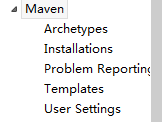 Maven
Archetypes
Installations
Problem Reporting
Templates
User Settings